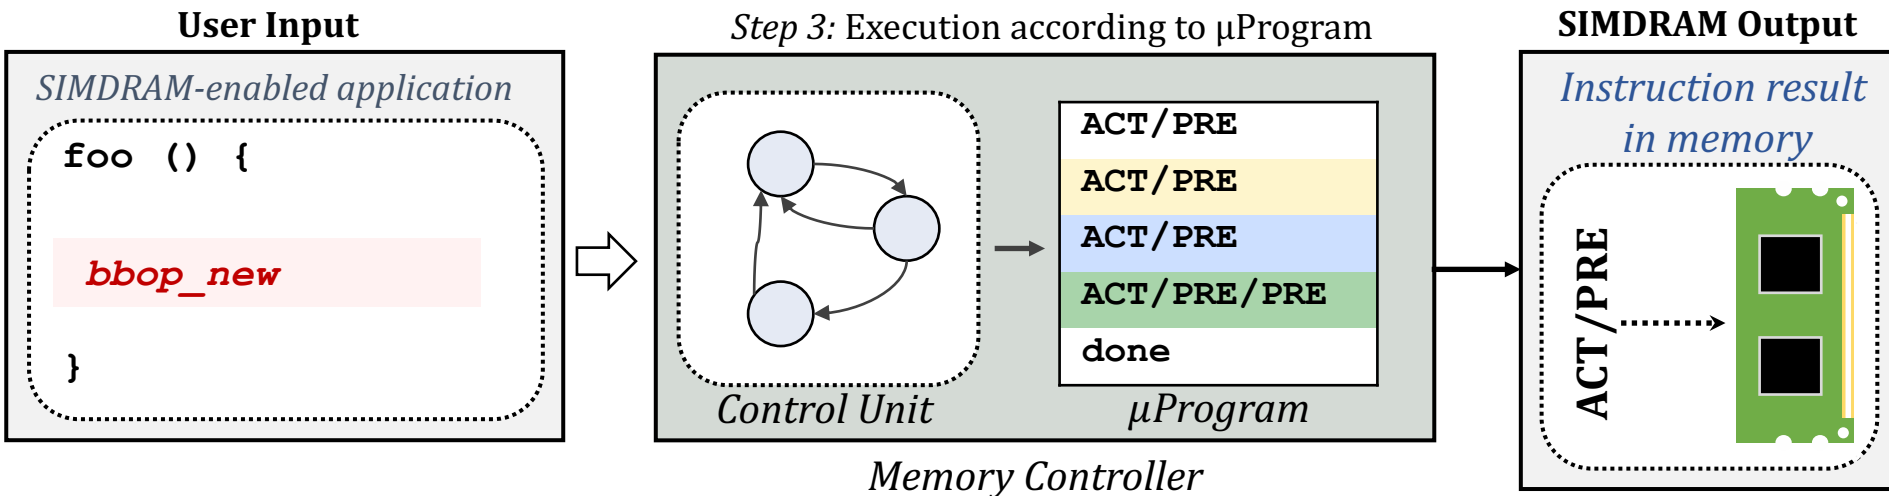 User Input
SIMDRAM-enabled application
foo () {
bbop_new
}
Step 3: Execution according to μProgram
Control Unit
ACT/PRE
ACT/PRE
ACT/PRE
ACT/PRE/PRE
done
μProgram
Memory Controller
SIMDRAM Output
Instruction result
in memory
ACT/PRE